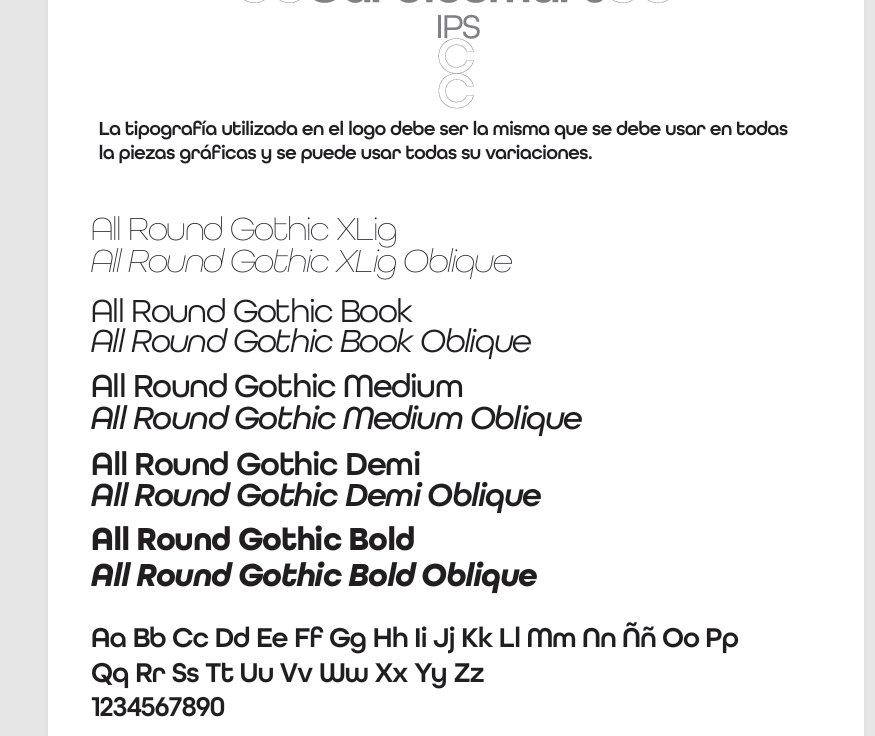 IPS
C
C
La tipografía utilizada en el logo debe ser la misma que se debe usar en todas
la piezas gráficas y se puede usar todas su variaciones.
All Round Gothic XLig
All Round Gothic XLig Oblique
All Round Gothic Book
All Round Gothic Book Oblique
All Round Gothic Medium
All Round Gothic Medium Oblique
All Round Gothic Demi
All Round Gothic Demi Oblique
All Round Gothic Bold
All Round Gothic Bold Oblique
Aa Bb Cc Dd Ee Ff Gg Hh Ii Jj Kk Ll Mm Nn Ññ Oo Pp
Qq Rr Ss Tt Uu Vv Ww Xx Yy Zz
1234567890